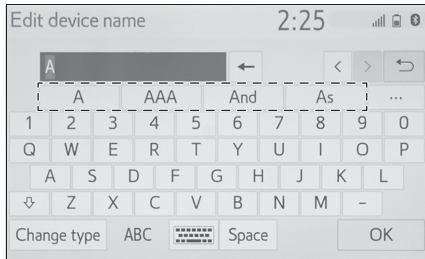 Edit device name 2:25
A
A AAA And As ...
1 2 3 4 5 6 7 8 9 0
Q W E R T Y U I O P
A S D F G H J K L
Z X C V B N M -
Change type ABC Space OK